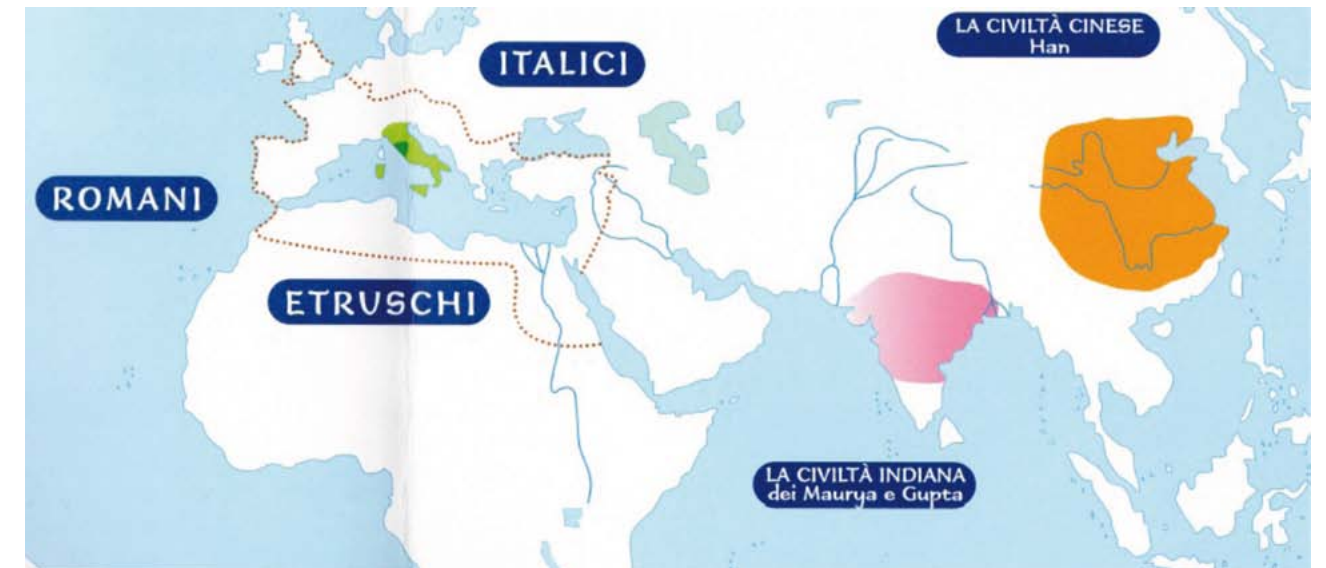 LA CIVILTÀ CINESE
Han
ITALICI
ROMANI
ETRUSCHI
LA CIVILTÀ INDIANA
dei Maurya e Gupta